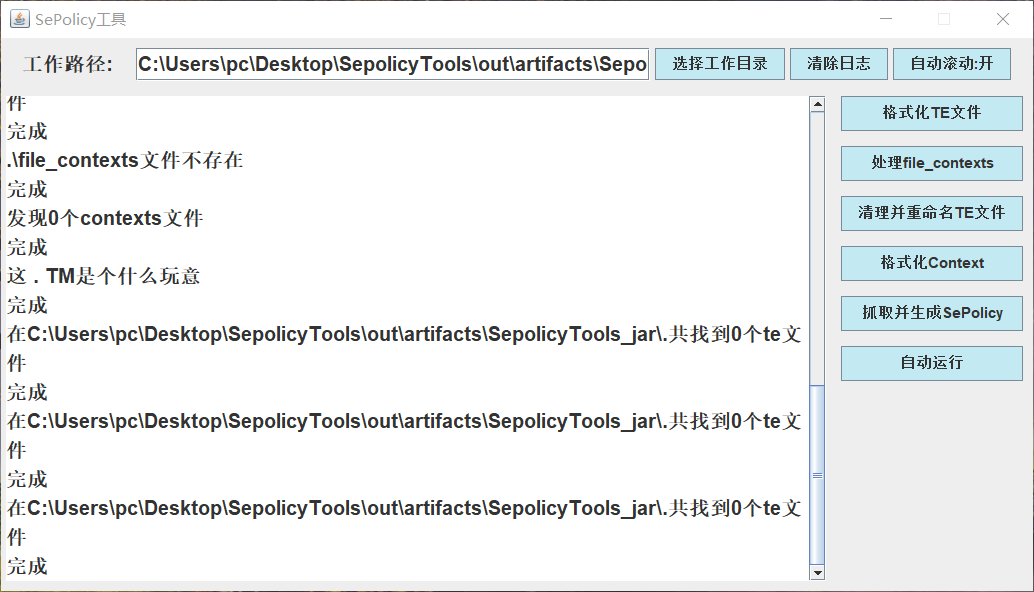 SePolicy工具
工作路径: C:\Users\pc\Desktop\SepolicyTools\out\artifacts\Sepo 选择工作目录 清除日志 自动滚动:开
件
完成
.\file_contexts文件不存在
完成
发现0个contexts文件
完成
这 . TM是个什么玩意
完成
在C:\Users\pc\Desktop\SepolicyTools\out\artifacts\SepolicyTools_jar\.共找到0个te文
件
完成
在C:\Users\pc\Desktop\SepolicyTools\out\artifacts\SepolicyTools_jar\.共找到0个te文
件
完成
在C:\Users\pc\Desktop\SepolicyTools\out\artifacts\SepolicyTools_jar\.共找到0个te文
件
完成
格式化TE文件
处理file_contexts
清理并重命名TE文件
格式化Context
抓取并生成SePolicy
自动运行